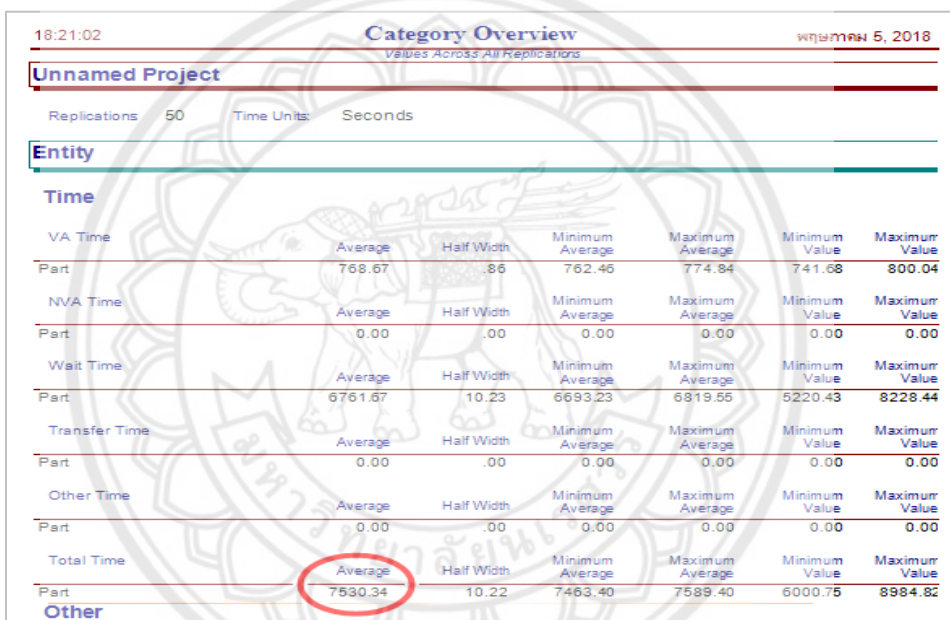 18:21:02 Category Overview พฤษภาคม 5, 2018
Values Across All Replications
Unnamed Project
Replications 50 Time Units: Seconds
Entity
Time
VA Time Average Half Width Minimum Average Maximum Average Minimum Value Maximum Value
Part 768.67 .86 762.46 774.84 741.68 800.04
NVA Time Average Half Width Minimum Average Maximum Average Minimum Value Maximum Value
Part 0.00 .00 0.00 0.00 0.00 0.00
Wait Time Average Half Width Minimum Average Maximum Average Minimum Value Maximum Value
Part 6761.67 10.23 6693.23 6819.55 5220.43 8228.44
Transfer Time Average Half Width Minimum Average Maximum Average Minimum Value Maximum Value
Part 0.00 .00 0.00 0.00 0.00 0.00
Other Time Average Half Width Minimum Average Maximum Average Minimum Value Maximum Value
Part 0.00 .00 0.00 0.00 0.00 0.00
Total Time Average Half Width Minimum Average Maximum Average Minimum Value Maximum Value
Part 7530.34 10.22 7463.40 7589.40 6000.75 8984.82
Other